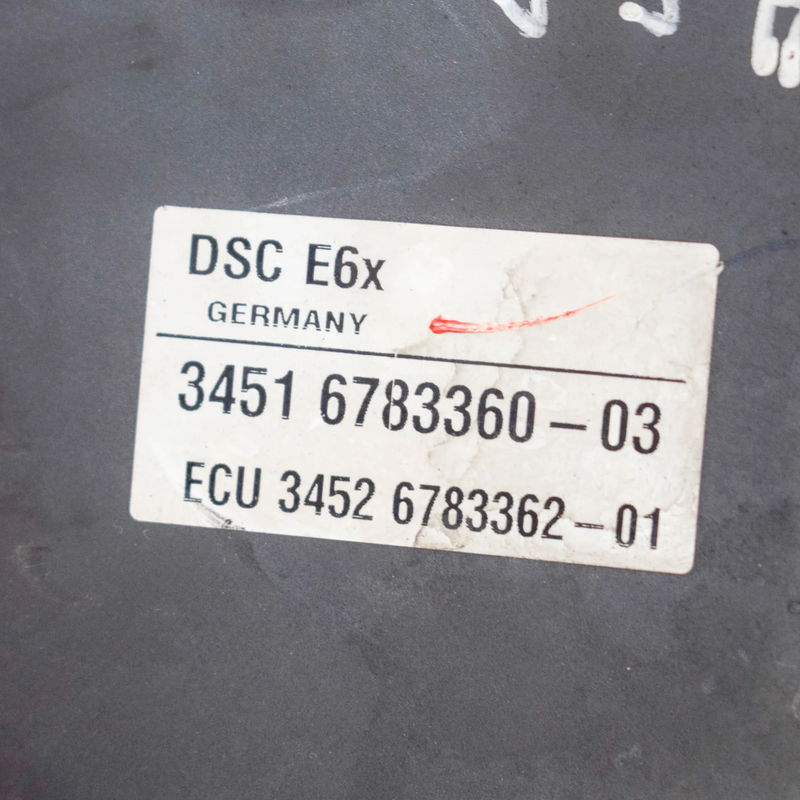 DSC E6x
GERMANY
3451 6783360 – 03
ECU 3452 6783362 – 01